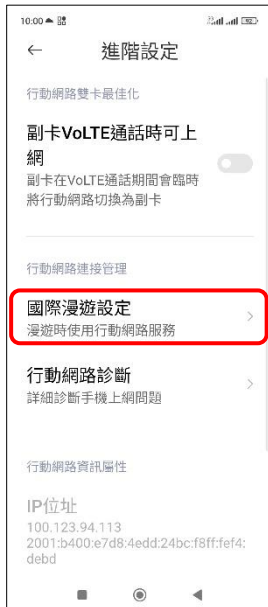 10:00
進階設定
行動網路雙卡最佳化
副卡VoLTE通話時可上
網
副卡在VoLTE通話期間會臨時
將行動網路切換為副卡
行動網路連接管理
國際漫遊設定
漫遊時使用行動網路服務
行動網路診斷
詳細診斷手機上網問題
行動網路資訊屬性
IP位址
100.123.94.113
2001:b400:e7d8:4edd:24bc:f8ff:fef4:
debd